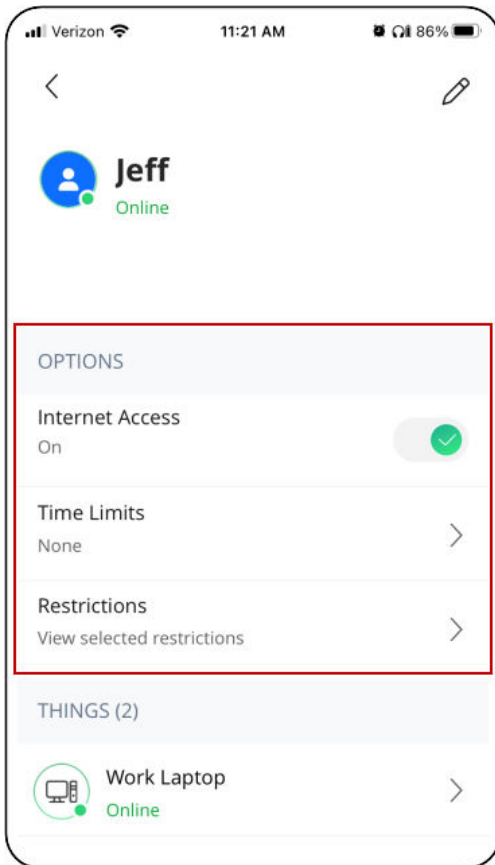 Verizon 11:21 AM 86%
Jeff
Online
OPTIONS
Internet Access
On
Time Limits
None
Restrictions
View selected restrictions
THINGS (2)
Work Laptop
Online